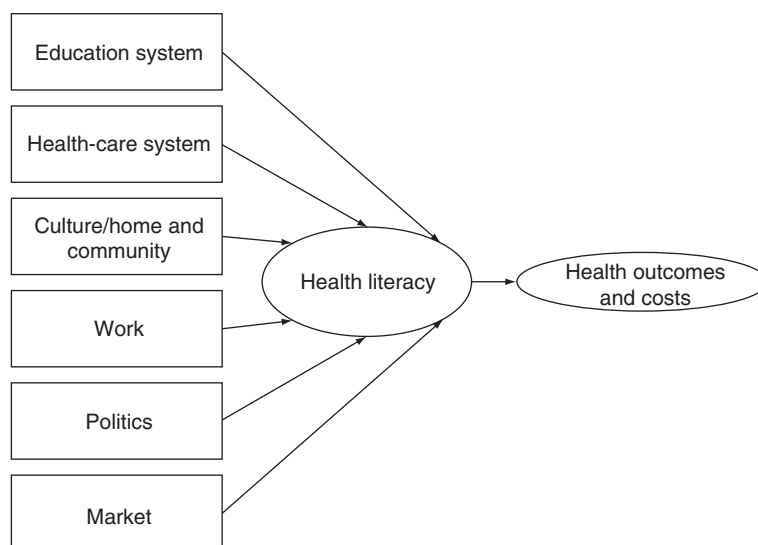 Education system
Health-care system
Culture/home and
community
Work
Politics
Market
Health literacy
Health outcomes
and costs